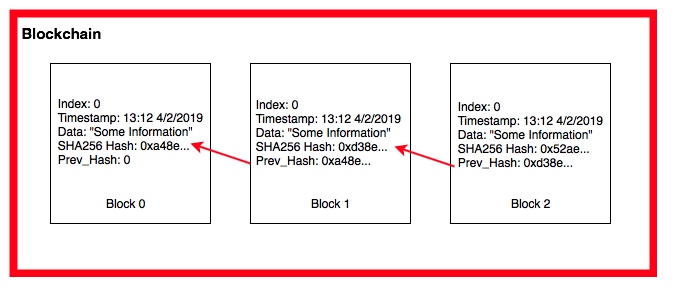 Blockchain
Index: 0
Timestamp: 13:12 4/2/2019
Data: "Some Information"
SHA256 Hash: 0xa48e...
Prev_Hash: 0
Block 0
Index: 0
Timestamp: 13:12 4/2/2019
Data: "Some Information"
SHA256 Hash: 0xd38e...
Prev_Hash: 0xa48e...
Block 1
Index: 0
Timestamp: 13:12 4/2/2019
Data: "Some Information"
SHA256 Hash: 0x52ae...
Prev_Hash: 0xd38e...
Block 2